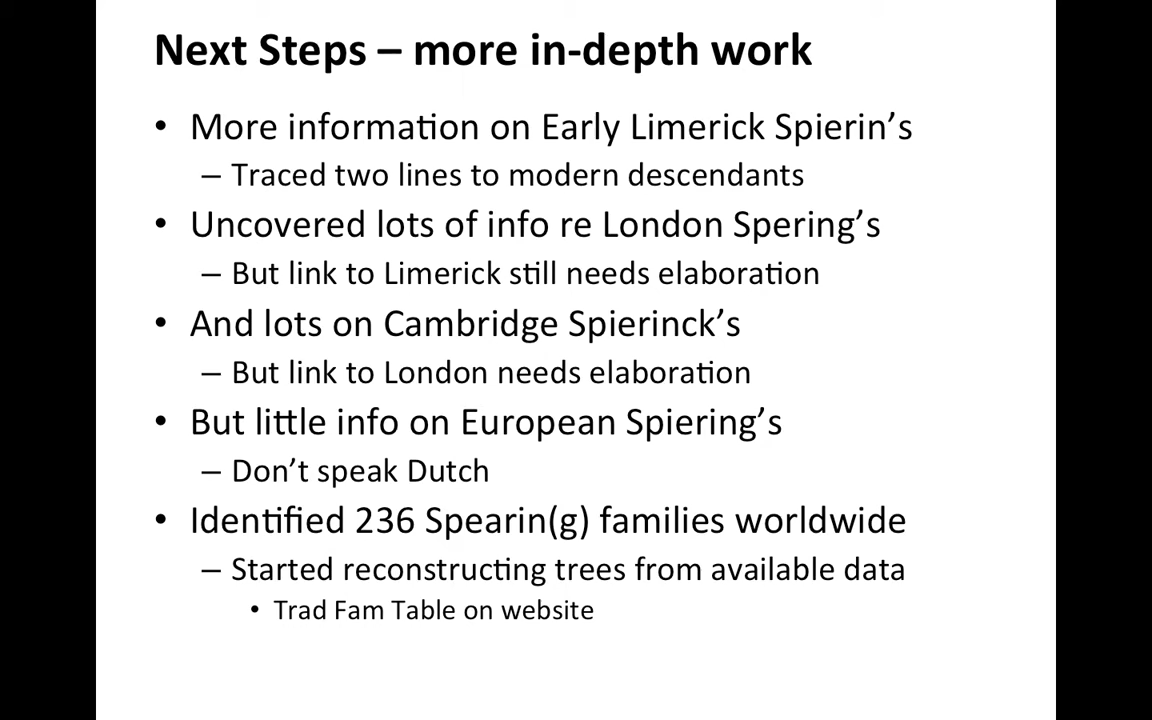 Next Steps – more in-depth work
• More information on Early Limerick Spierin’s
– Traced two lines to modern descendants
• Uncovered lots of info re London Spering’s
– But link to Limerick still needs elaboration
• And lots on Cambridge Spierinck’s
– But link to London needs elaboration
• But little info on European Spiering’s
– Don’t speak Dutch
• Identified 236 Spearin(g) families worldwide
– Started reconstructing trees from available data
• Trad Fam Table on website